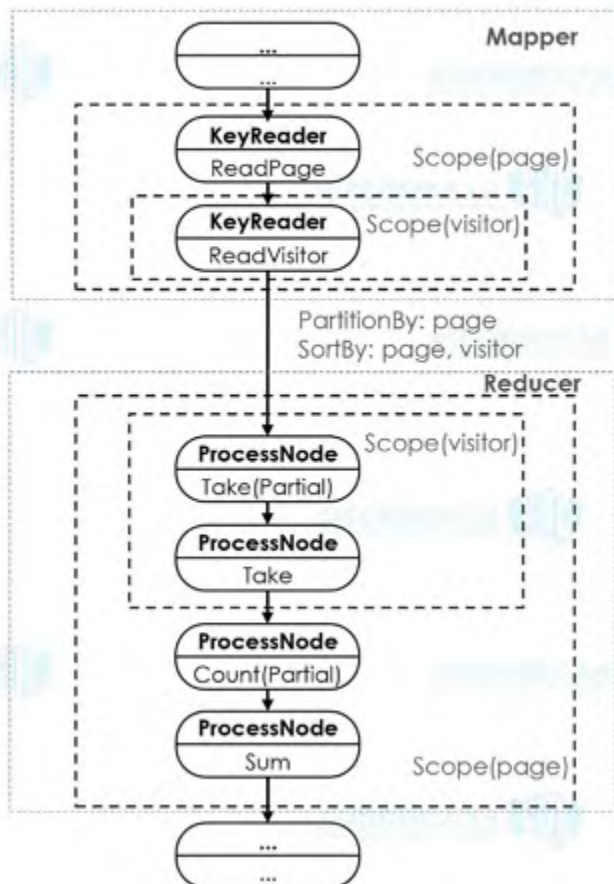 ...
...
Mapper
KeyReader
ReadPage
Scope(page)
KeyReader
ReadVisitor
Scope(visitor)
PartitionBy: page
SortBy: page, visitor
Reducer
Scope(visitor)
ProcessNode
Take(Partial)
ProcessNode
Take
ProcessNode
Count(Partial)
ProcessNode
Sum
Scope(page)
...
...